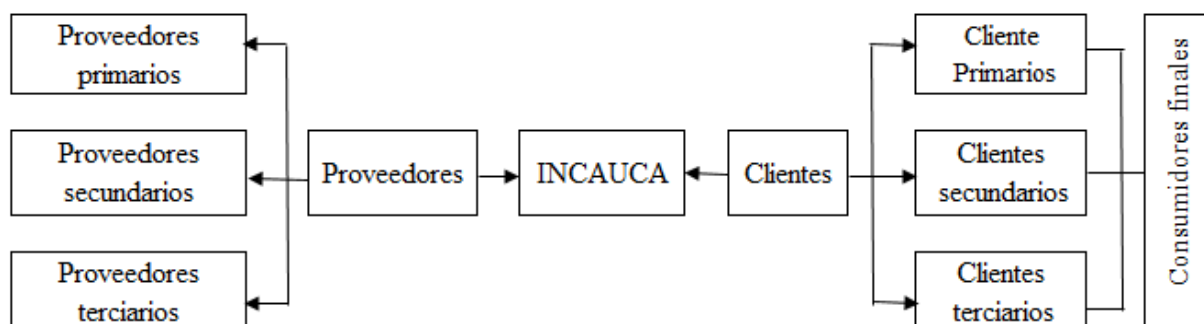 Proveedores
primarios
Proveedores
secundarios
Proveedores
terciarios
Proveedores
INCAUCA
Clientes
Cliente
Primarios
Clientes
secundarios
Clientes
terciarios
Consumidores finales